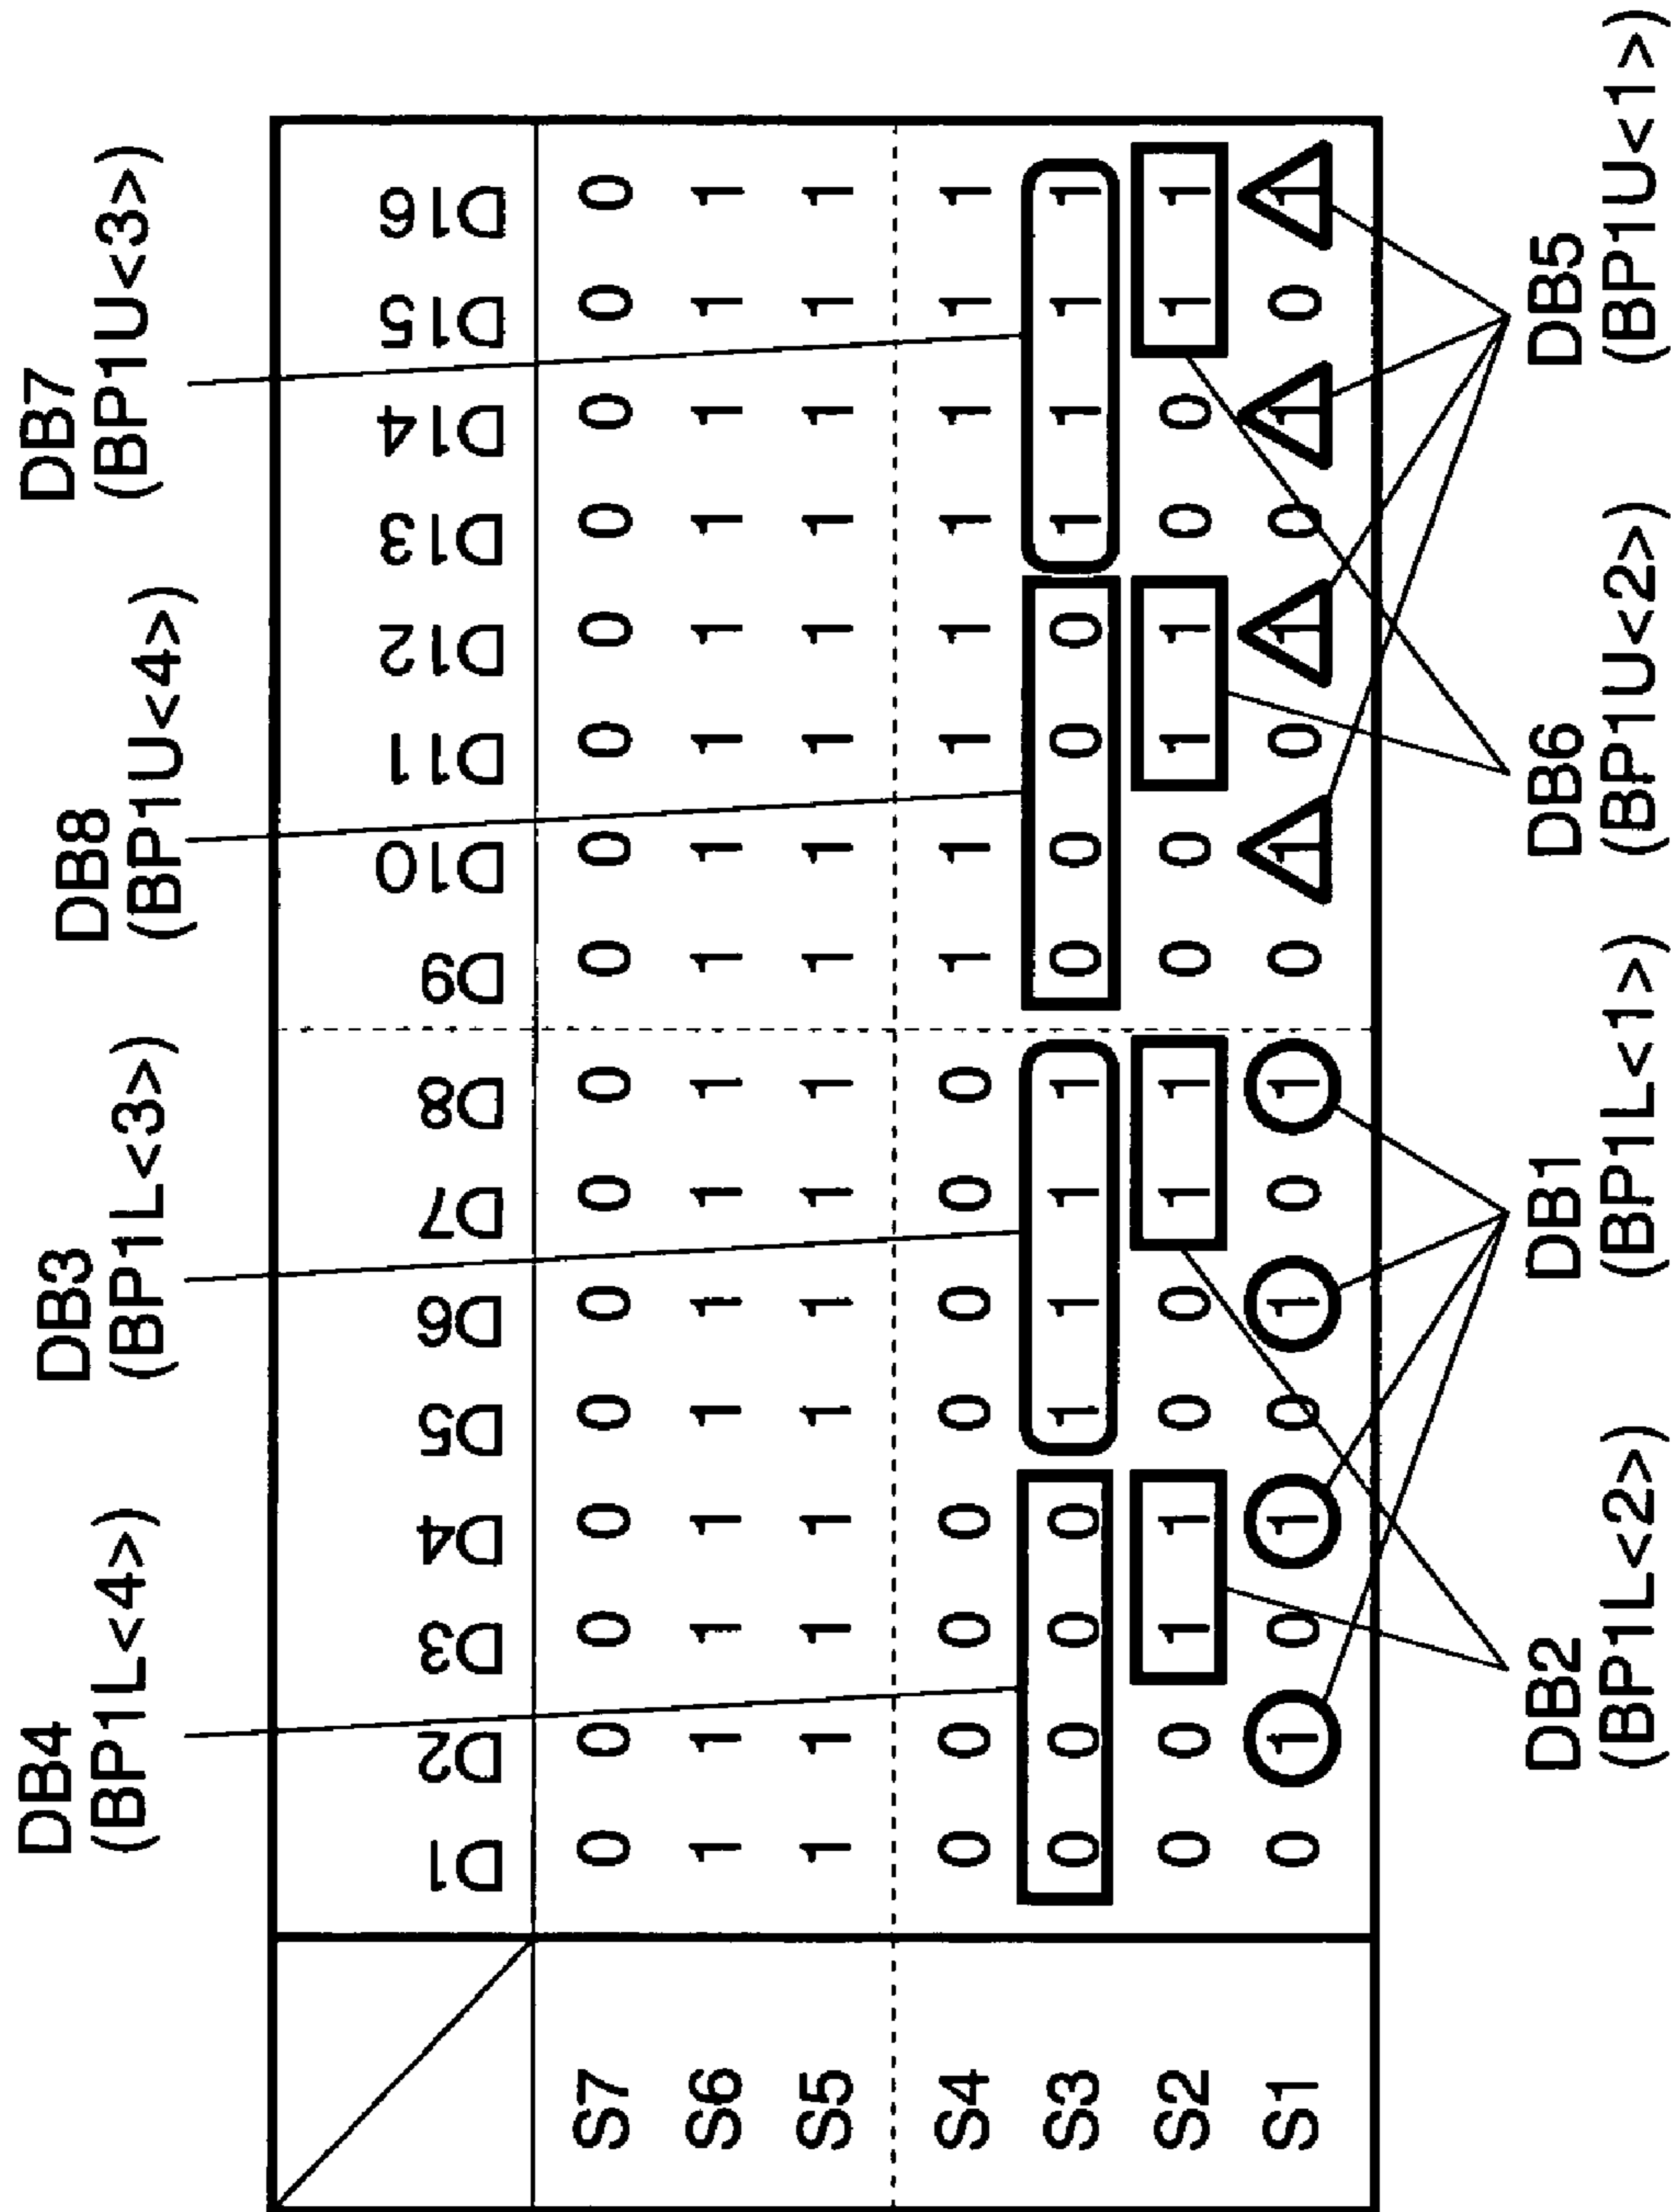 DB4 DB3 DB8 DB7
(BP1L<4>) (BP1L<3>) (BP1U<4>) (BP1U<3>)
D1 D2 D3 D4 D5 D6 D7 D8 D9 D10 D11 D12 D13 D14 D15 D16
S7 0 0 0 0 0 0 0 0 0 0 0 0 0 0 0 0
S6 1 1 1 1 1 1 1 1 1 1 1 1 1 1 1 1
S5 1 1 1 1 1 1 1 1 1 1 1 1 1 1 1 1
S4 0 0 0 0 0 0 0 0 1 1 1 1 1 1 1 1
S3 0 0 0 0 1 1 1 1 0 0 0 0 1 1 1 1
S2 0 0 1 1 0 0 1 1 0 0 1 1 0 0 1 1
S1 0 1 0 1 0 1 0 1 0 1 0 1 0 1 0 1
DB2 DB1 DB6 DB5
(BP1L<2>) (BP1L<1>) (BP1U<2>) (BP1U<1>)